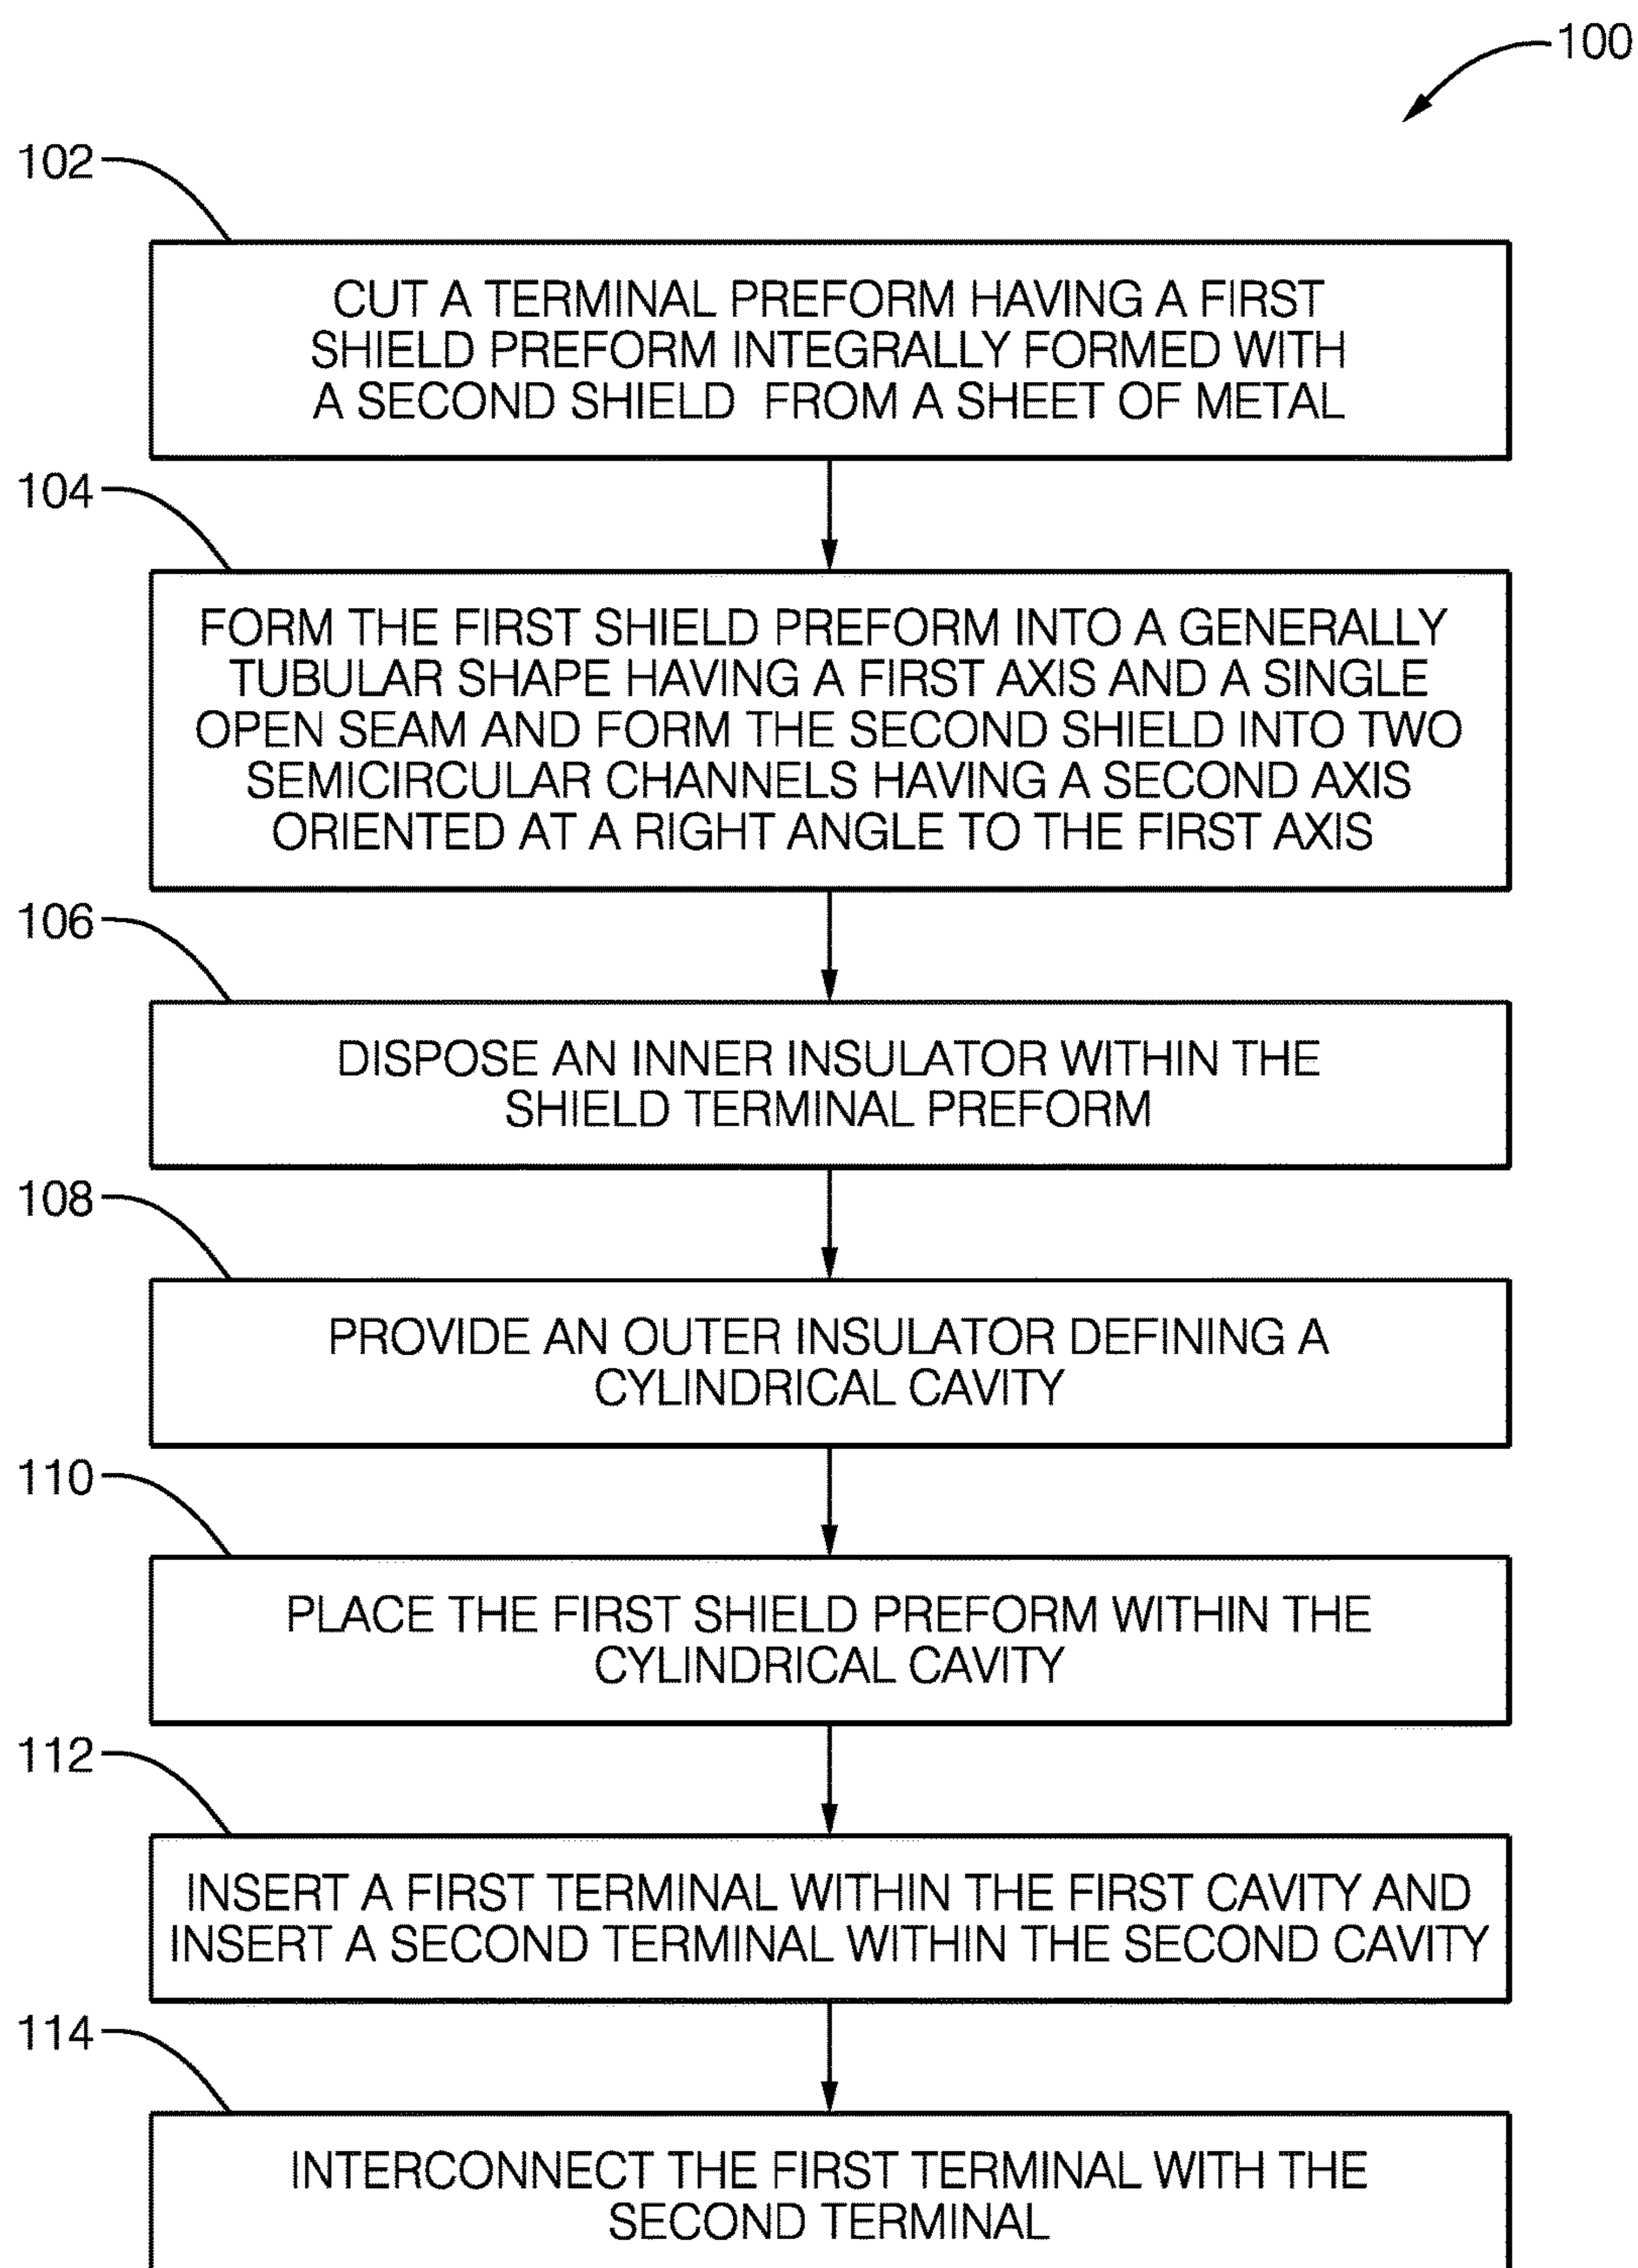 100
102
CUT A TERMINAL PREFORM HAVING A FIRST
SHIELD PREFORM INTEGRALLY FORMED WITH
A SECOND SHIELD FROM A SHEET OF METAL
104
FORM THE FIRST SHIELD PREFORM INTO A GENERALLY
TUBULAR SHAPE HAVING A FIRST AXIS AND A SINGLE
OPEN SEAM AND FORM THE SECOND SHIELD INTO TWO
SEMICIRCULAR CHANNELS HAVING A SECOND AXIS
ORIENTED AT A RIGHT ANGLE TO THE FIRST AXIS
106
DISPOSE AN INNER INSULATOR WITHIN THE
SHIELD TERMINAL PREFORM
108
PROVIDE AN OUTER INSULATOR DEFINING A
CYLINDRICAL CAVITY
110
PLACE THE FIRST SHIELD PREFORM WITHIN THE
CYLINDRICAL CAVITY
112
INSERT A FIRST TERMINAL WITHIN THE FIRST CAVITY AND
INSERT A SECOND TERMINAL WITHIN THE SECOND CAVITY
114
INTERCONNECT THE FIRST TERMINAL WITH THE
SECOND TERMINAL